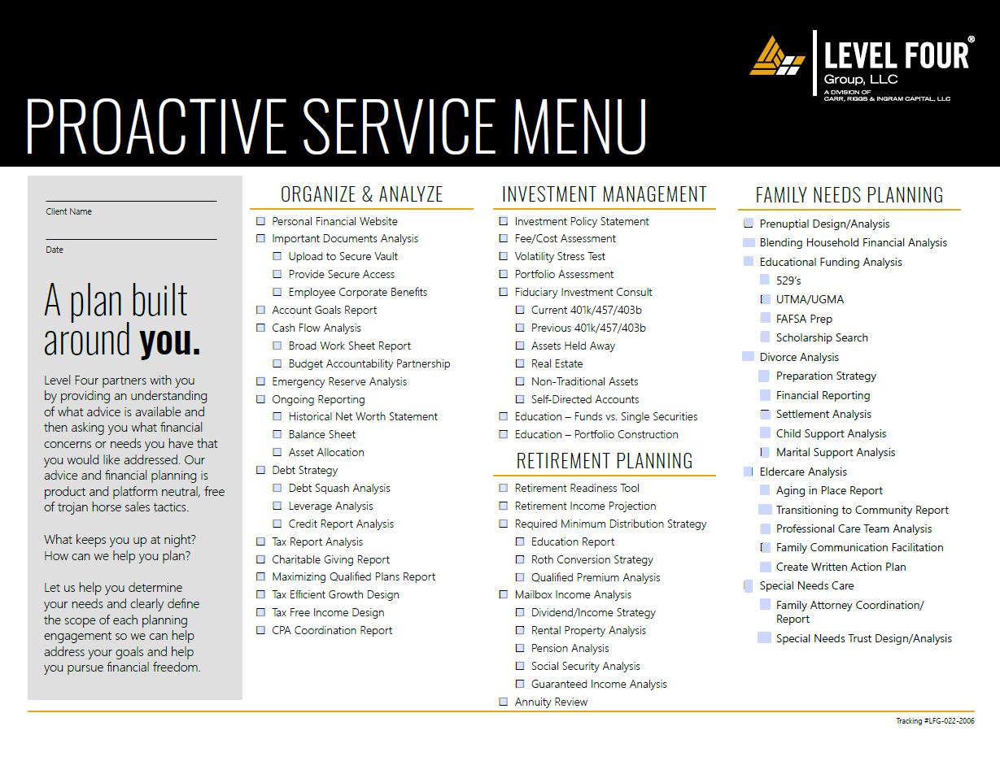 LEVEL FOUR®
Group, LLC
A DIVISION OF
CARR, RIGGS & INGRAM CAPITAL, LLC
PROACTIVE SERVICE MENU
Client Name
Date
A plan built
around you.
Level Four partners with you
by providing an understanding
of what advice is available and
then asking you what financial
concerns or needs you have that
you would like addressed. Our
advice and financial planning is
product and platform neutral, free
of trojan horse sales tactics.
What keeps you up at night?
How can we help you plan?
Let us help you determine
your needs and clearly define
the scope of each planning
engagement so we can help
address your goals and help
you pursue financial freedom.
ORGANIZE & ANALYZE
Personal Financial Website
Important Documents Analysis
Upload to Secure Vault
Provide Secure Access
Employee Corporate Benefits
Account Goals Report
Cash Flow Analysis
Broad Work Sheet Report
Budget Accountability Partnership
Emergency Reserve Analysis
Ongoing Reporting
Historical Net Worth Statement
Balance Sheet
Asset Allocation
Debt Strategy
Debt Squash Analysis
Leverage Analysis
Credit Report Analysis
Tax Report Analysis
Charitable Giving Report
Maximizing Qualified Plans Report
Tax Efficient Growth Design
Tax Free Income Design
CPA Coordination Report
INVESTMENT MANAGEMENT
Investment Policy Statement
Fee/Cost Assessment
Volatility Stress Test
Portfolio Assessment
Fiduciary Investment Consult
Current 401k/457/403b
Previous 401k/457/403b
Assets Held Away
Real Estate
Non-Traditional Assets
Self-Directed Accounts
Education – Funds vs. Single Securities
Education – Portfolio Construction
RETIREMENT PLANNING
Retirement Readiness Tool
Retirement Income Projection
Required Minimum Distribution Strategy
Education Report
Roth Conversion Strategy
Qualified Premium Analysis
Mailbox Income Analysis
Dividend/Income Strategy
Rental Property Analysis
Pension Analysis
Social Security Analysis
Guaranteed Income Analysis
Annuity Review
FAMILY NEEDS PLANNING
Prenuptial Design/Analysis
Blending Household Financial Analysis
Educational Funding Analysis
529's
UTMA/UGMA
FAFSA Prep
Scholarship Search
Divorce Analysis
Preparation Strategy
Financial Reporting
Settlement Analysis
Child Support Analysis
Marital Support Analysis
Eldercare Analysis
Aging in Place Report
Transitioning to Community Report
Professional Care Team Analysis
Family Communication Facilitation
Create Written Action Plan
Special Needs Care
Family Attorney Coordination/
Report
Special Needs Trust Design/Analysis
Tracking #LFG-022-2006